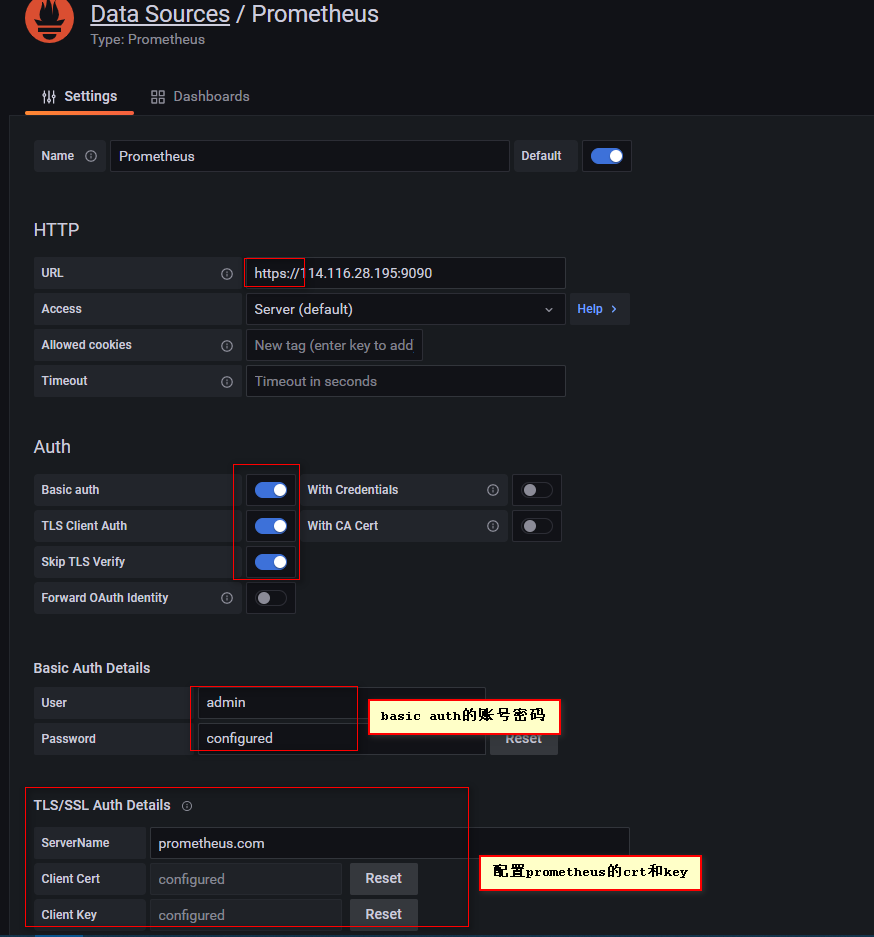 Data Sources / Prometheus
Type: Prometheus
Settings Dashboards
Name Prometheus Default
HTTP
URL https://114.116.28.195:9090
Access Server (default) Help >
Allowed cookies New tag (enter key to add
Timeout Timeout in seconds
Auth
Basic auth With Credentials
TLS Client Auth With CA Cert
Skip TLS Verify
Forward OAuth Identity
Basic Auth Details
User admin
basic auth的账号密码
Password configured Reset
TLS/SSL Auth Details
ServerName prometheus.com
配置prometheus的crt和key
Client Cert configured Reset
Client Key configured Reset